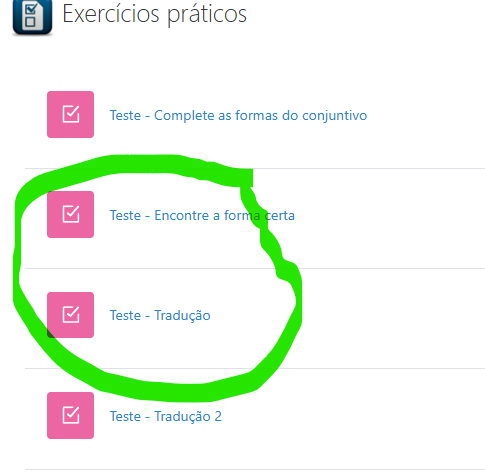 Exercícios práticos
Teste - Complete as formas do conjuntivo
Teste - Encontre a forma certa
Teste - Tradução
Teste - Tradução 2